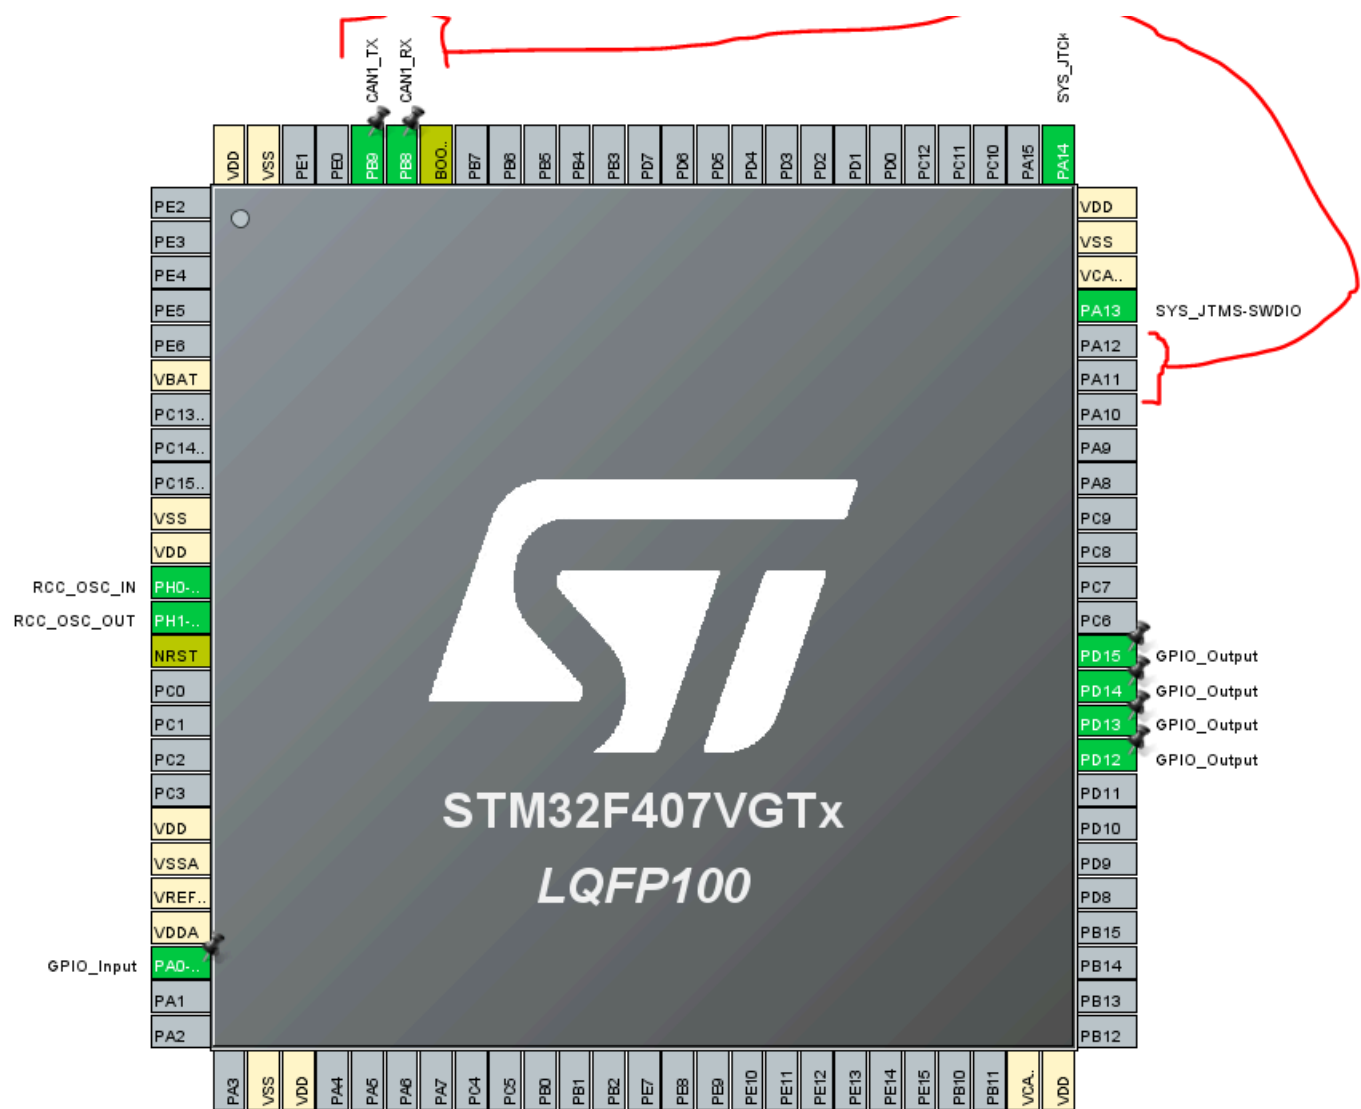 CAN1_TX
CAN1_RX
SYS_JTCK
VDD
VSS
PE1
PE0
PB9
PB8
BOO..
PB7
PB6
PB5
PB4
PB3
PD7
PD6
PD5
PD4
PD3
PD2
PD1
PD0
PC12
PC11
PC10
PA15
PA14
PE2
PE3
PE4
PE5
PE6
VBAT
PC13..
PC14..
PC15..
VSS
VDD
RCC_OSC_IN PH0-..
RCC_OSC_OUT PH1-..
NRST
PC0
PC1
PC2
PC3
VDD
VSSA
VREF..
VDDA
GPIO_Input PA0-..
PA1
PA2
STM32F407VGTx
LQFP100
VDD
VSS
VCA..
PA13 SYS_JTMS-SWDIO
PA12
PA11
PA10
PA9
PA8
PC9
PC8
PC7
PC6
PD15 GPIO_Output
PD14 GPIO_Output
PD13 GPIO_Output
PD12 GPIO_Output
PD11
PD10
PD9
PD8
PB15
PB14
PB13
PB12
PA3
VSS
VDD
PA4
PA5
PA6
PA7
PC4
PC5
PB0
PB1
PB2
PE7
PE8
PE9
PE10
PE11
PE12
PE13
PE14
PE15
PB10
PB11
VCA..
VDD